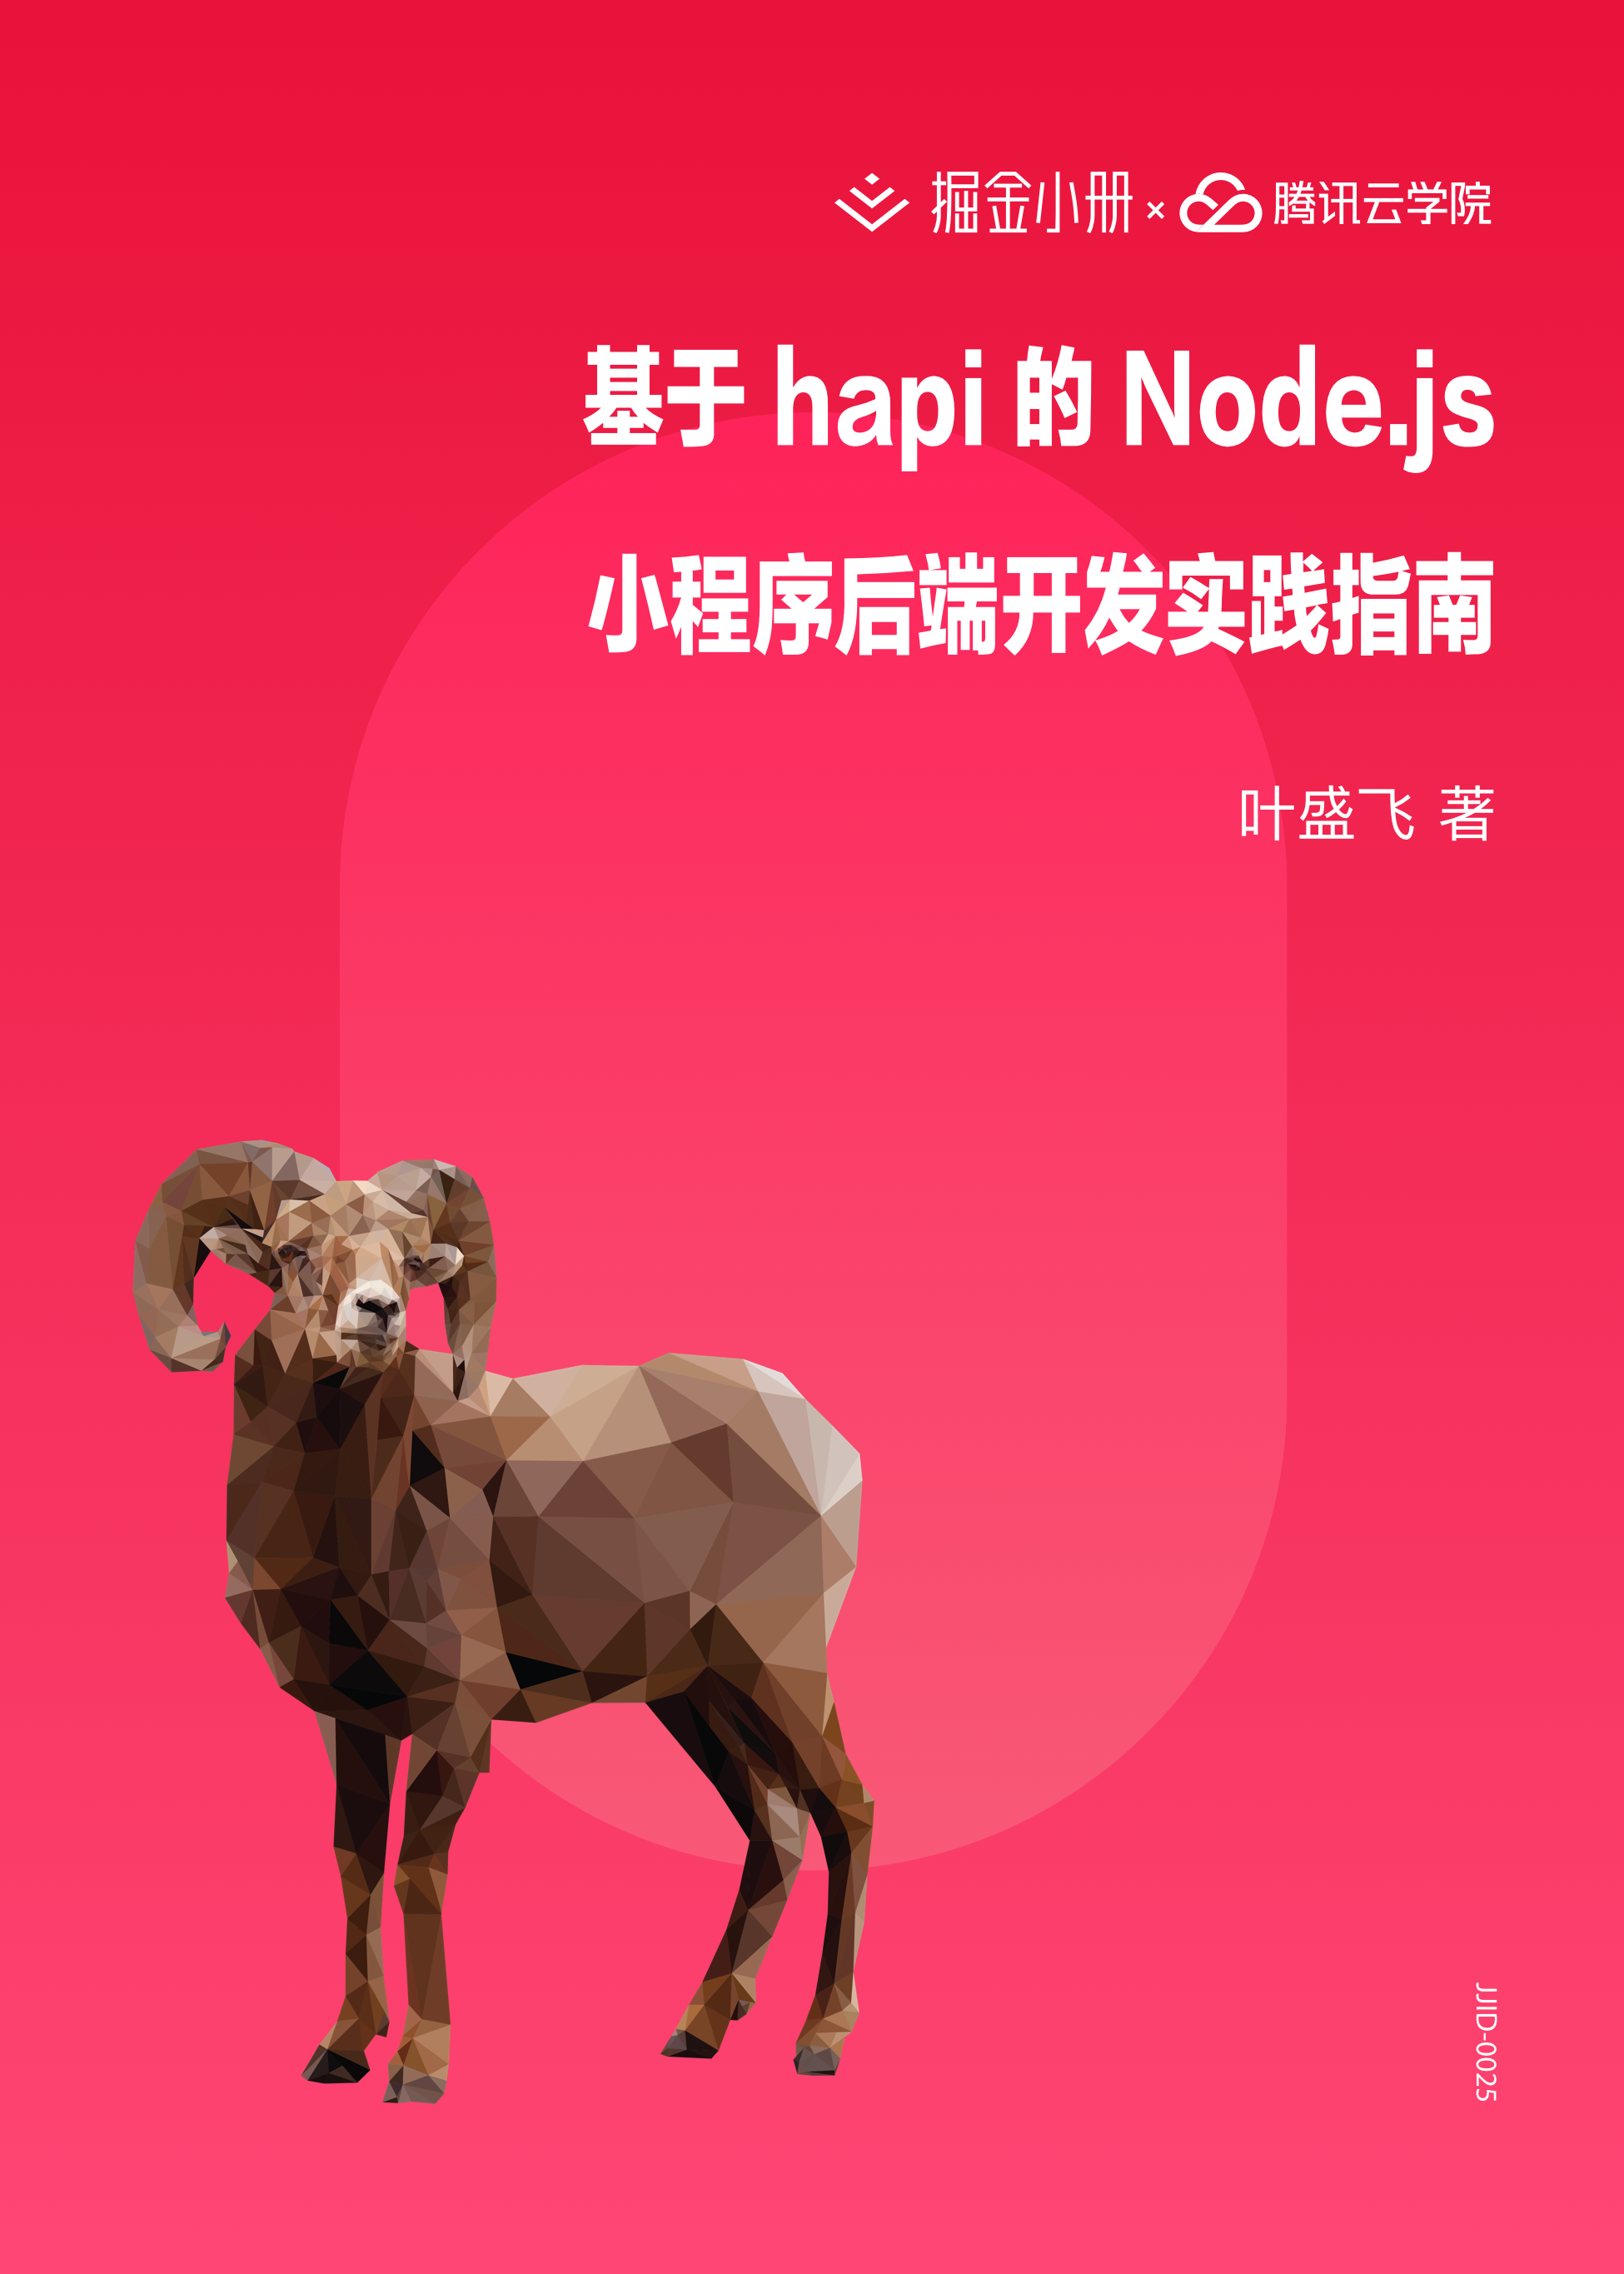 掘金小册 × 腾讯云学院
基于 hapi 的 Node.js
小程序后端开发实践指南
叶盛飞 著
JJID-0025